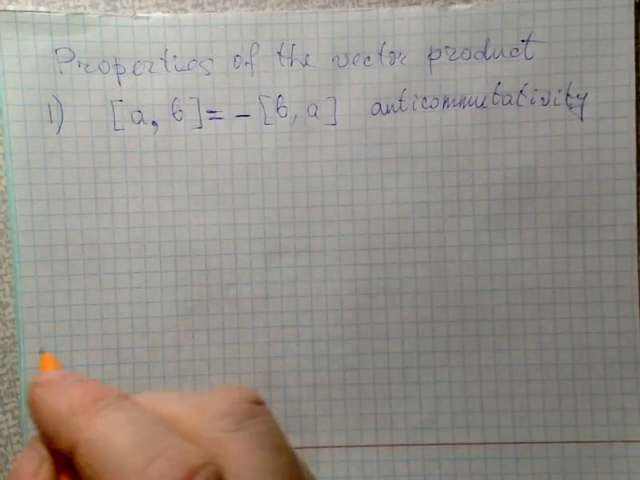 Properties of the vector product
1) [a, b] = - [b, a] anticommutativity